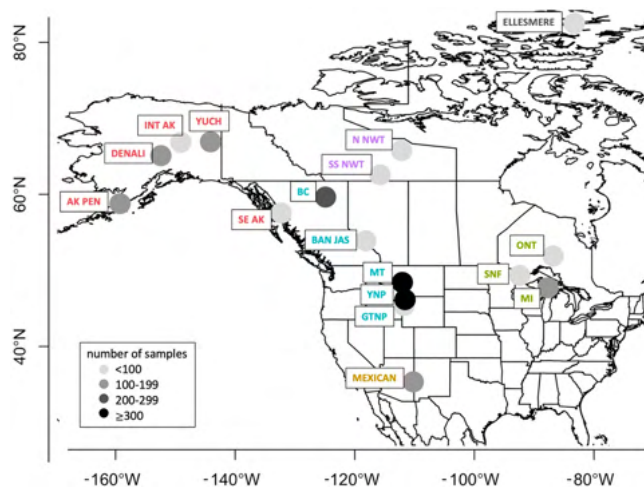 80°N
60°N
40°N
ELLESMERE
INT AK
YUCH
DENALI
N NWT
SS NWT
AK PEN
BC
SE AK
BAN JAS
ONT
MT
SNF
YNP
MI
GTNP
MEXICAN
number of samples
<100
100-199
200-299
≥300
-160°W
-140°W
-120°W
-100°W
-80°W